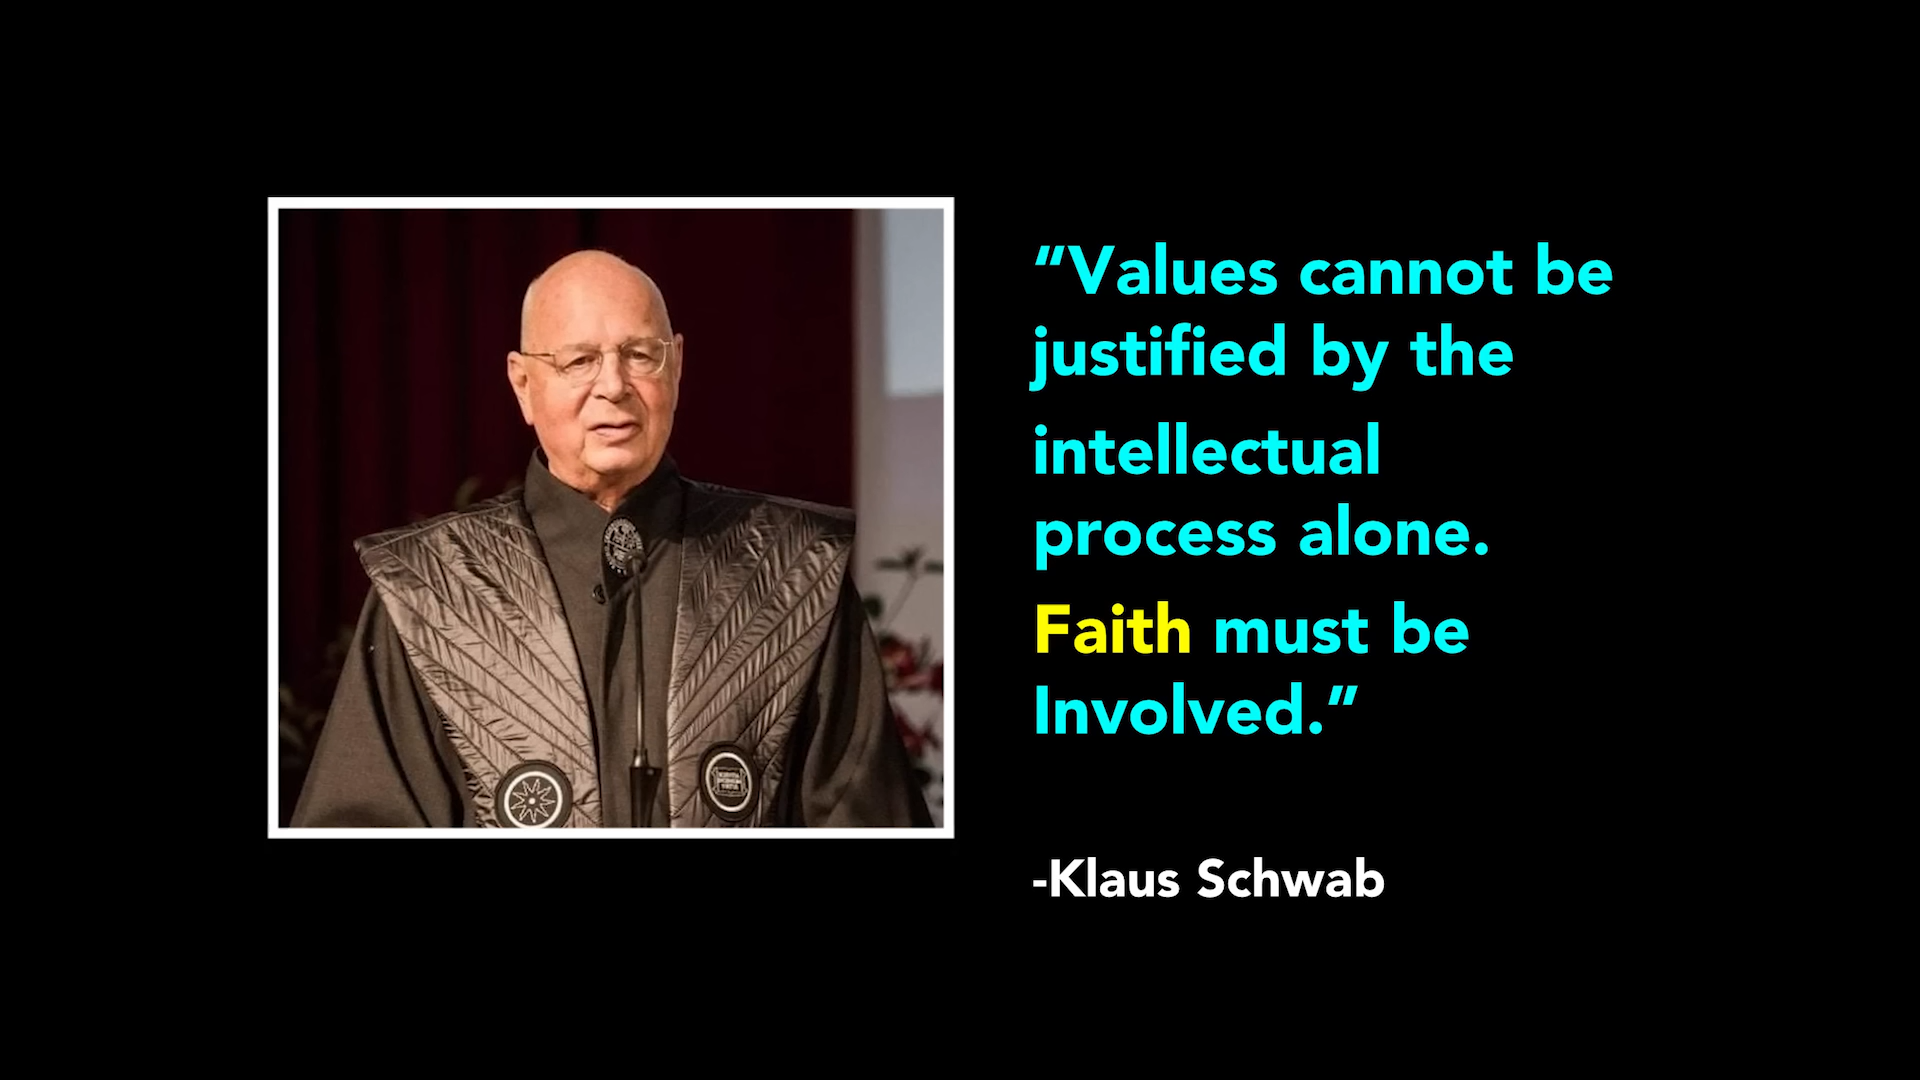 “Values cannot be
justified by the
intellectual
process alone.
Faith must be
Involved.”
-Klaus Schwab